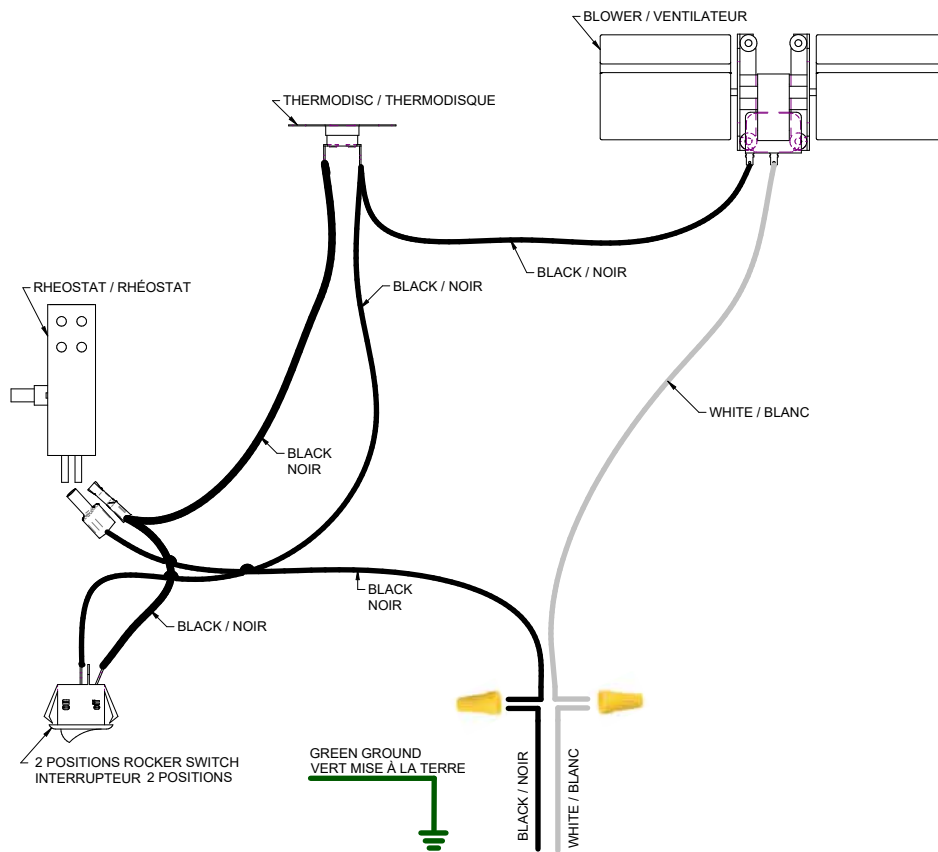 BLOWER / VENTILATEUR
THERMODISC / THERMODISQUE
BLACK / NOIR
RHEOSTAT / RHÉOSTAT
BLACK / NOIR
WHITE / BLANC
BLACK
NOIR
BLACK
NOIR
BLACK / NOIR
2 POSITIONS ROCKER SWITCH
INTERRUPTEUR 2 POSITIONS
GREEN GROUND
VERT MISE À LA TERRE
BLACK / NOIR
WHITE / BLANC